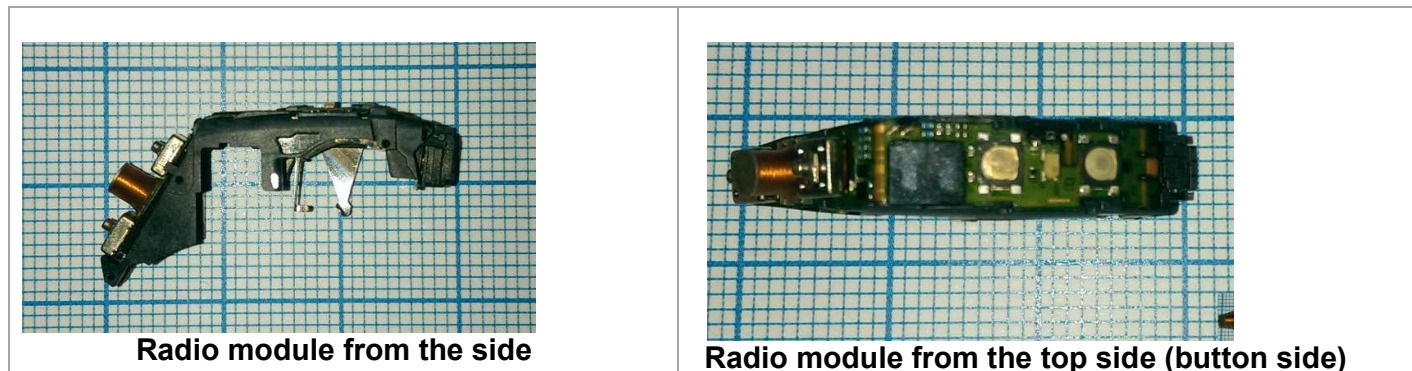 Radio module from the side
Radio module from the top side (button side)